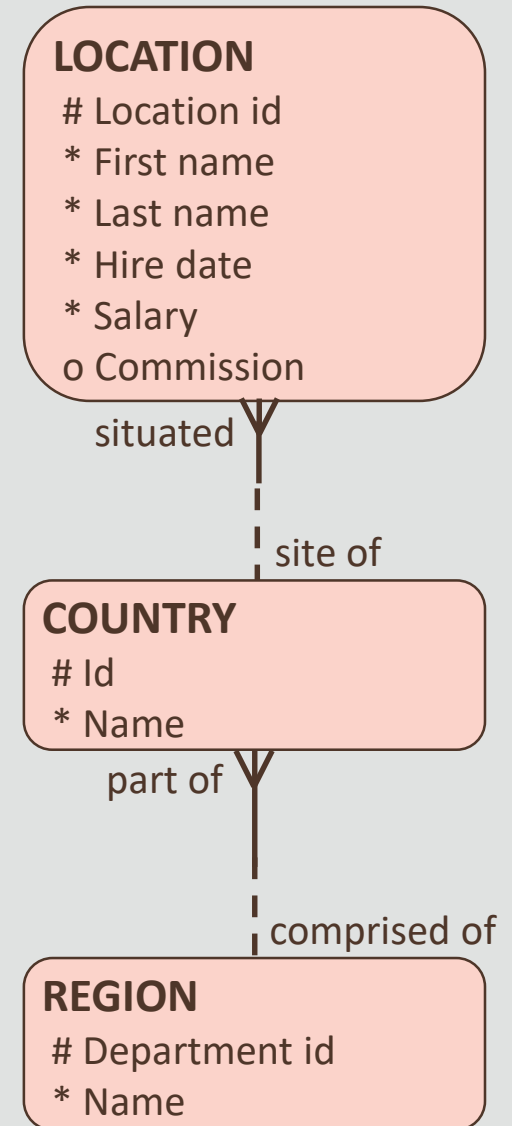 LOCATION
# Location id
* First name
* Last name
* Hire date
* Salary
o Commission
situated
site of
COUNTRY
# Id
* Name
part of
comprised of
REGION
# Department id
* Name